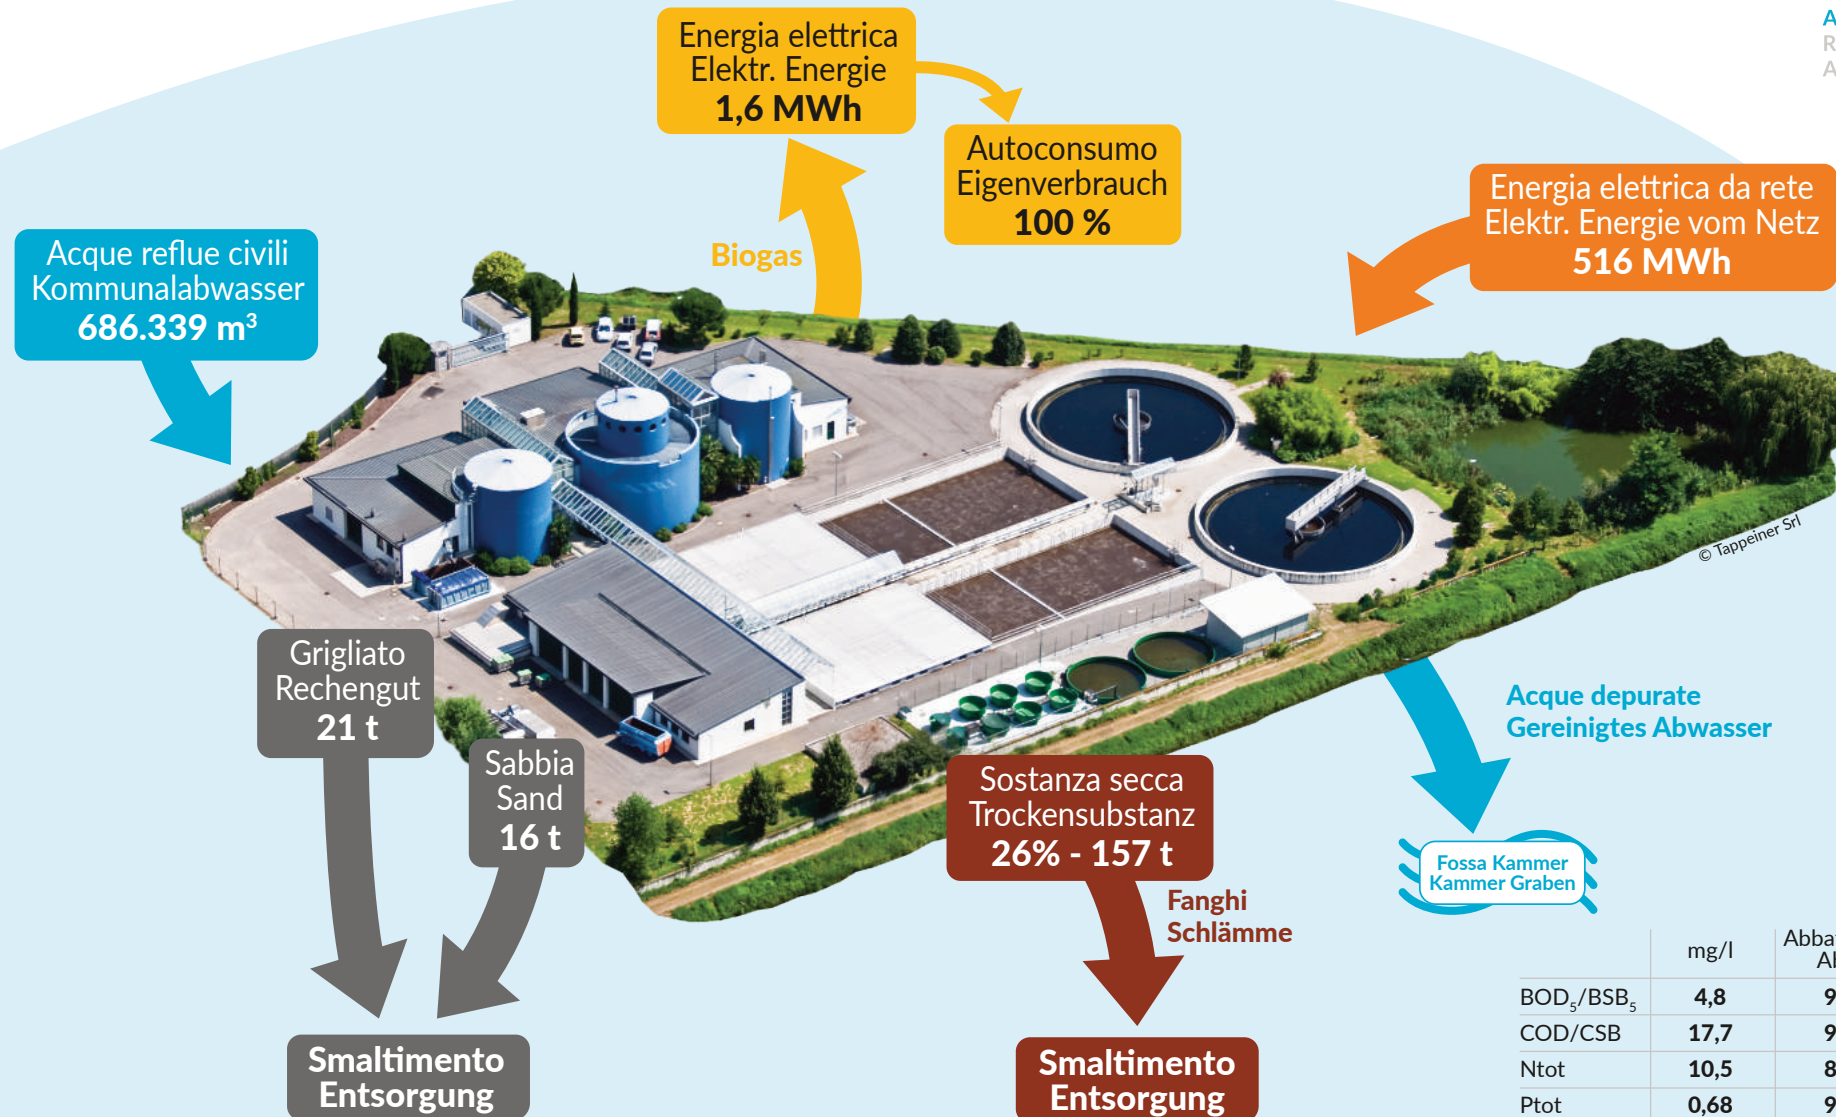 Energia elettrica
Elektr. Energie
1,6 MWh
Autoconsumo
Eigenverbrauch
100 %
Energia elettrica da rete
Elektr. Energie vom Netz
516 MWh
Biogas
Acque reflue civili
Kommunalabwasser
686.339 m³
© Tappeiner Srl
Grigliato
Rechengut
21 t
Sabbia
Sand
16 t
Sostanza secca
Trockensubstanz
26% - 157 t
Fanghi
Schlämme
Acque depurate
Gereinigtes Abwasser
Fossa Kammer
Kammer Graben
Smaltimento
Entsorgung
Smaltimento
Entsorgung
mg/l
BOD₅/BSB₅ 4,8
COD/CSB 17,7
Ntot 10,5
Ptot 0,68